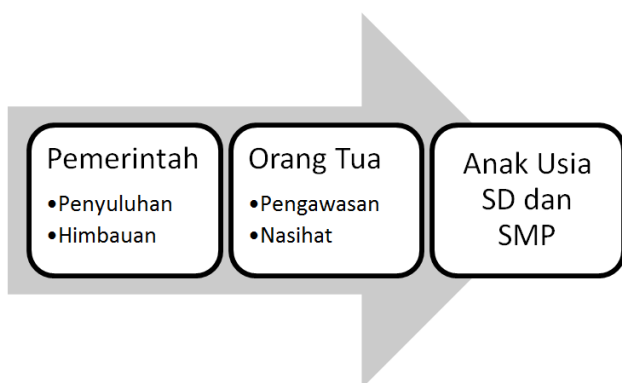 Pemerintah
•Penyuluhan
•Himbauan
Orang Tua
•Pengawasan
•Nasihat
Anak Usia
SD dan
SMP